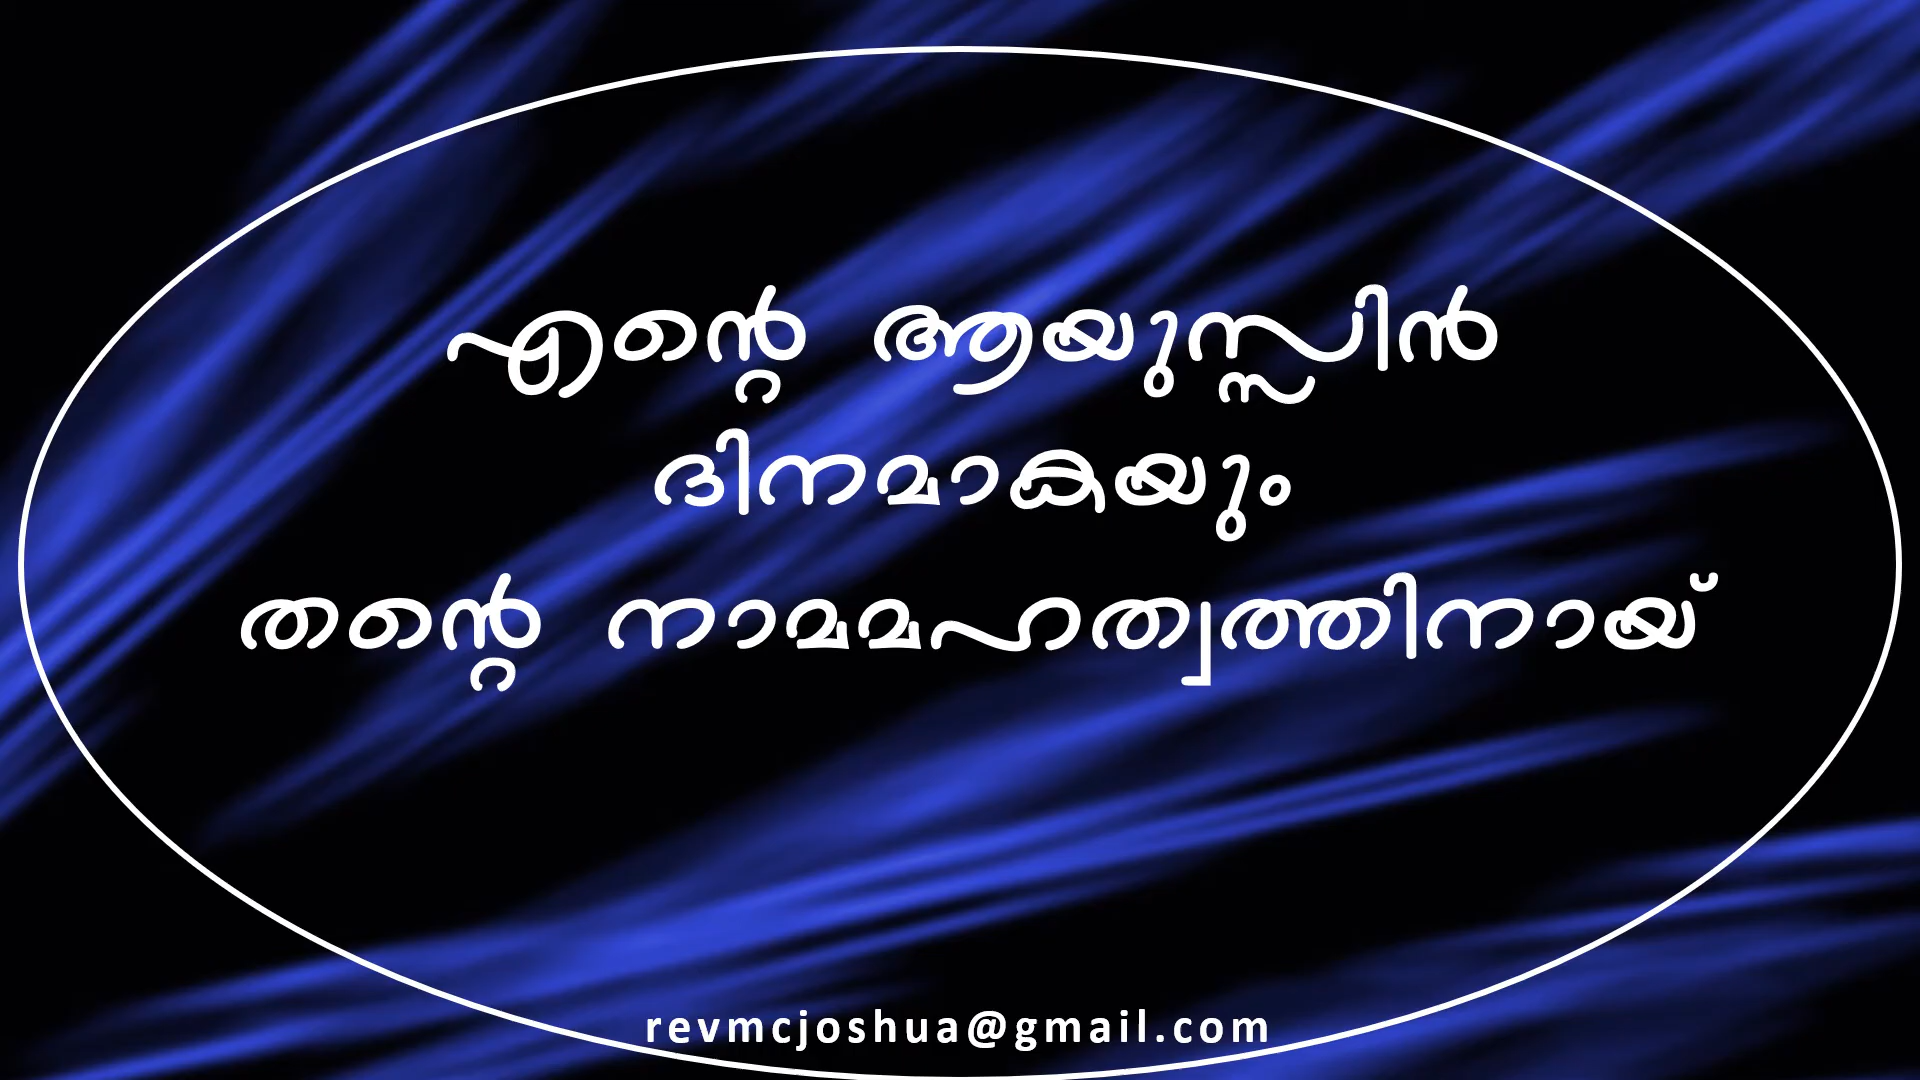 എന്റെ ആയുസ്സിൻ
ദിനമാകയും
തന്റെ നാമമഹത്വത്തിനായ്
revmcjoshua@gmail.com